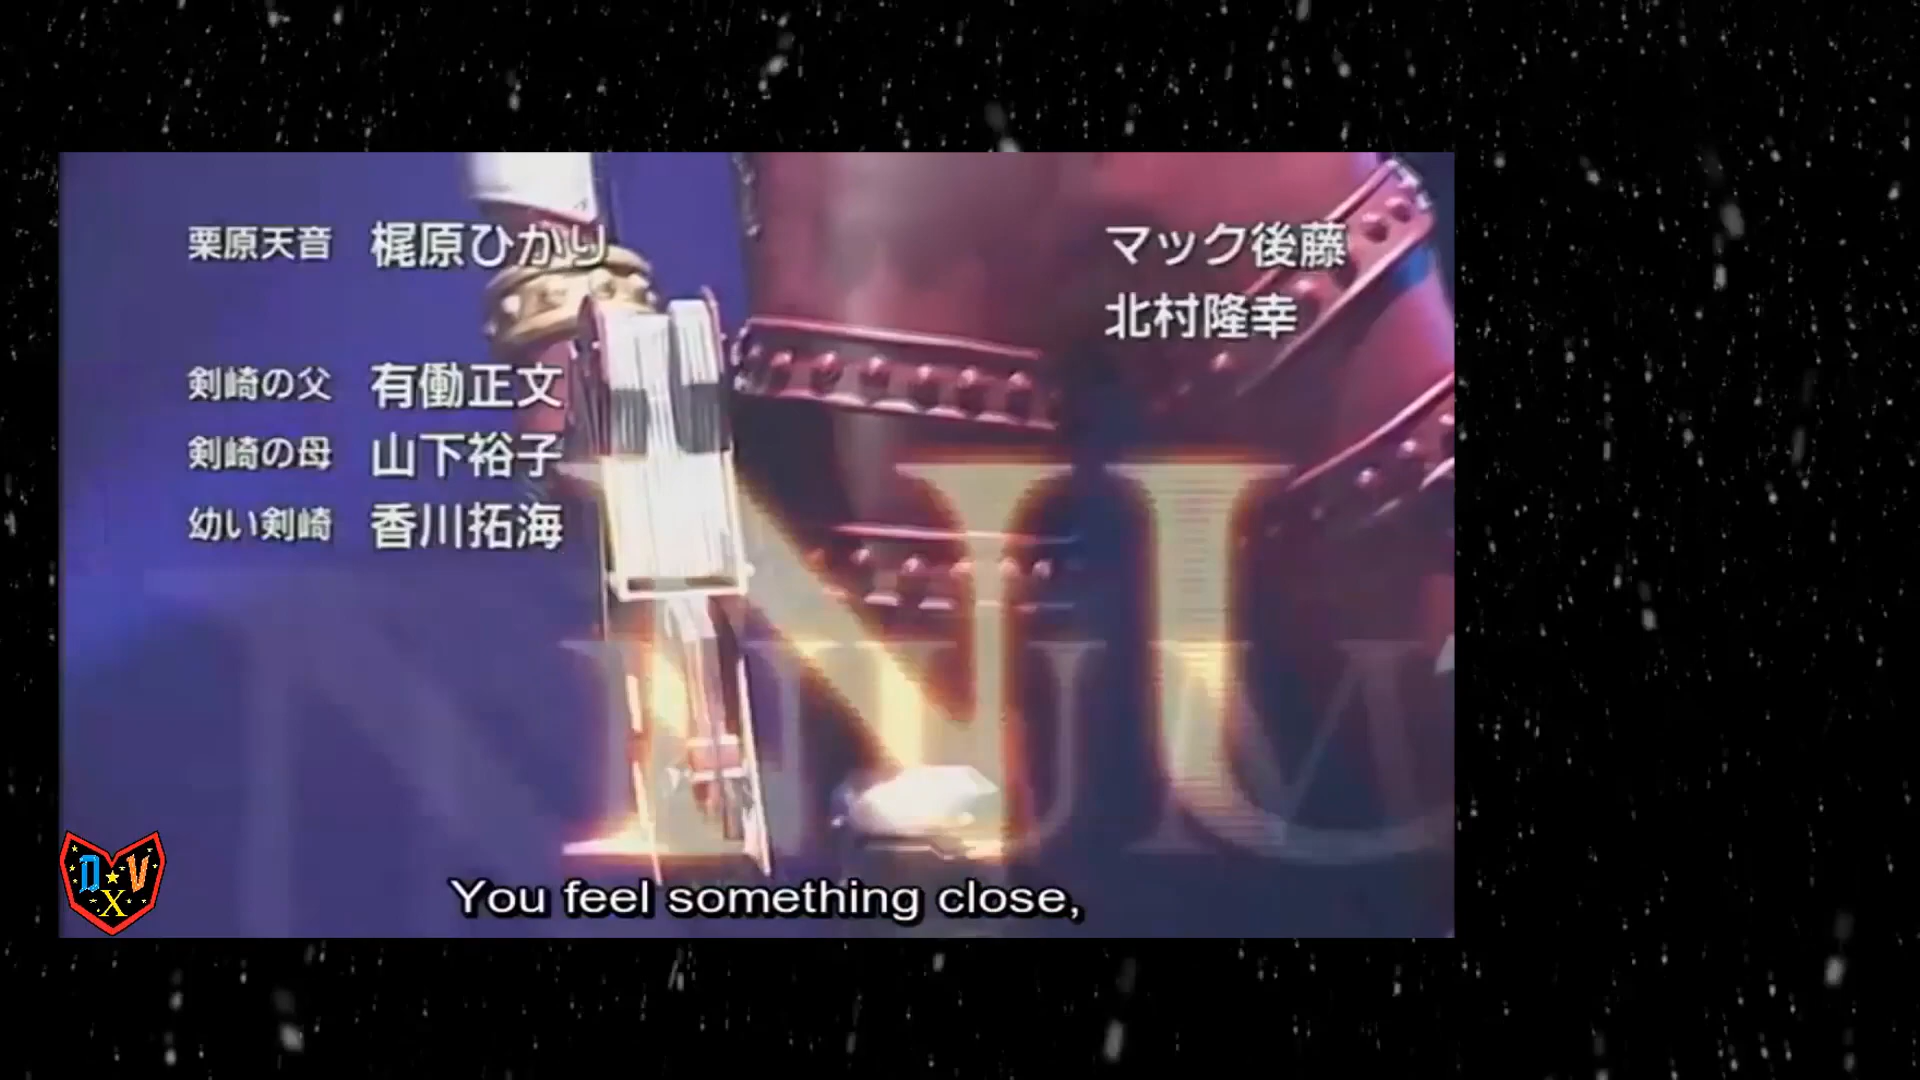 栗原天音 梶原ひかり
剣崎の父 有働正文
剣崎の母 山下裕子
幼い剣崎 香川拓海
マック後藤
北村隆幸
NU
NEUM
You feel something close,
D V
X